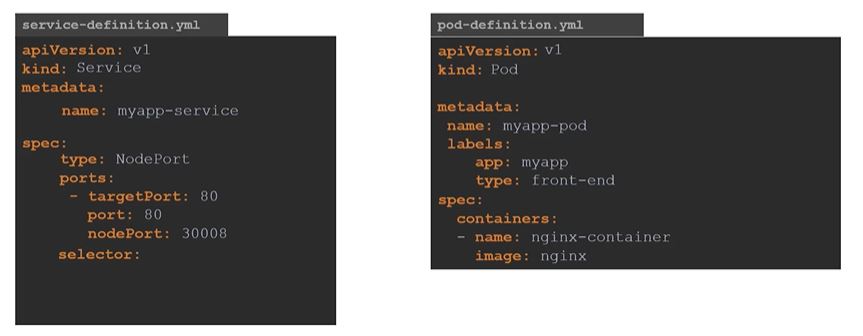 service-definition.yml
apiVersion: v1
kind: Service
metadata:
name: myapp-service
spec:
type: NodePort
ports:
- targetPort: 80
port: 80
nodePort: 30008
selector:
pod-definition.yml
apiVersion: v1
kind: Pod
metadata:
name: myapp-pod
labels:
app: myapp
type: front-end
spec:
containers:
- name: nginx-container
image: nginx